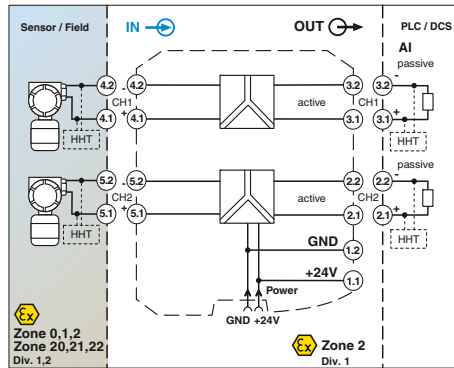 Sensor / Field IN OUT PLC / DCS
AI
passive
4.2 - 4.2 3.2 3.2 -
CH1 active CH1
4.1 + 4.1 3.1 3.1 +
HHT HHT
passive
5.2 - 5.2 2.2 2.2 -
CH2 active CH2
5.1 + 5.1 2.1 2.1 +
HHT HHT
GND 1.2
+24V 1.1
Power
GND +24V
Ex Ex
Zone 0,1,2 Zone 2
Zone 20,21,22 Div. 1
Div. 1,2